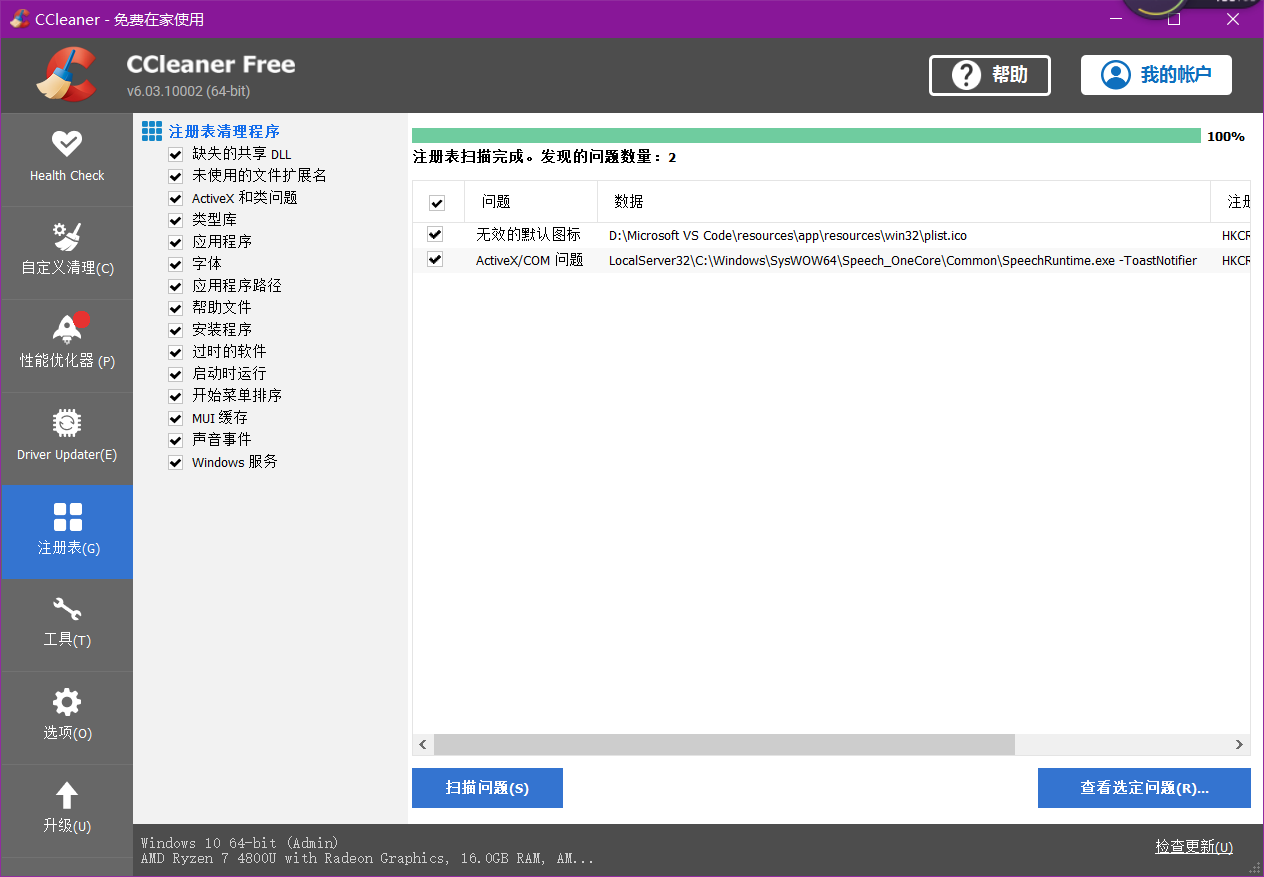 CCleaner - 免费在家使用
CCleaner Free
v6.03.10002 (64-bit)
帮助
我的帐户
Health Check
自定义清理(C)
性能优化器 (P)
Driver Updater(E)
注册表(G)
工具(T)
选项(O)
升级(U)
注册表清理程序
缺失的共享 DLL
未使用的文件扩展名
ActiveX 和类问题
类型库
应用程序
字体
应用程序路径
帮助文件
安装程序
过时的软件
启动时运行
开始菜单排序
MUI 缓存
声音事件
Windows 服务
100%
注册表扫描完成。发现的问题数量：2
问题 数据 注册
无效的默认图标 D:\Microsoft VS Code\resources\app\resources\win32\plist.ico HKCR
ActiveX/COM 问题 LocalServer32\C:\Windows\SysWOW64\Speech_OneCore\Common\SpeechRuntime.exe -ToastNotifier HKCR
扫描问题(S)
查看选定问题(R)...
Windows 10 64-bit (Admin)
AMD Ryzen 7 4800U with Radeon Graphics, 16.0GB RAM, AM...
检查更新(U)